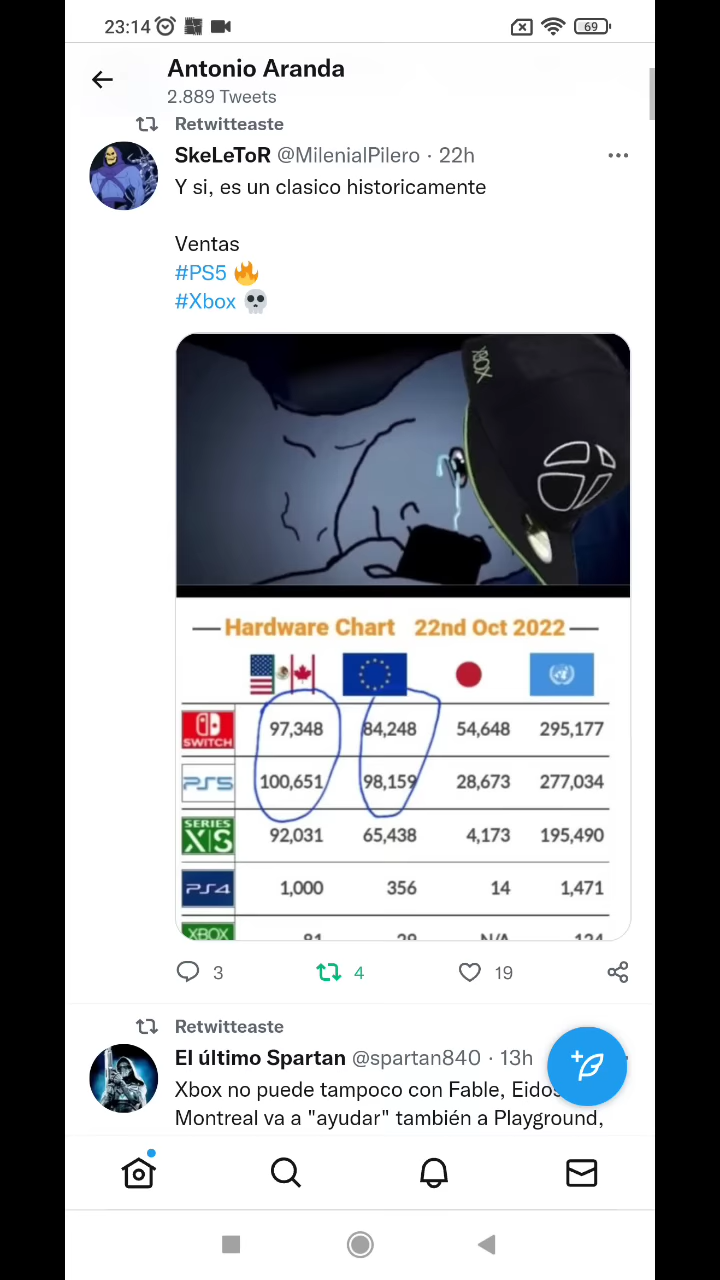 23:14
69
Antonio Aranda
2.889 Tweets
Retwitteaste
SkeLeToR @MilenialPilero · 22h
Y si, es un clasico historicamente
Ventas
#PS5 🔥
#Xbox 💀
XBOX
Hardware Chart 22nd Oct 2022
SWITCH 97,348 84,248 54,648 295,177
PS5 100,651 98,159 28,673 277,034
SERIES X|S 92,031 65,438 4,173 195,490
PS4 1,000 356 14 1,471
XBOX N/A
3 4 19
Retwitteaste
El último Spartan @spartan840 · 13h
Xbox no puede tampoco con Fable, Eidos
Montreal va a "ayudar" también a Playground,